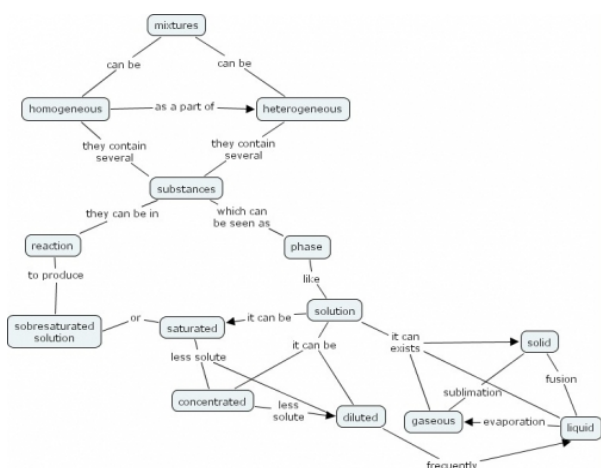 mixtures
can be
can be
homogeneous
as a part of
heterogeneous
they contain
several
they contain
several
substances
they can be in
which can
be seen as
reaction
phase
to produce
like
solution
sobresaturated
solution
or
saturated
it can be
it can
exists
solid
less solute
it can be
sublimation
fusion
concentrated
less
solute
diluted
gaseous
evaporation
liquid
frecuently